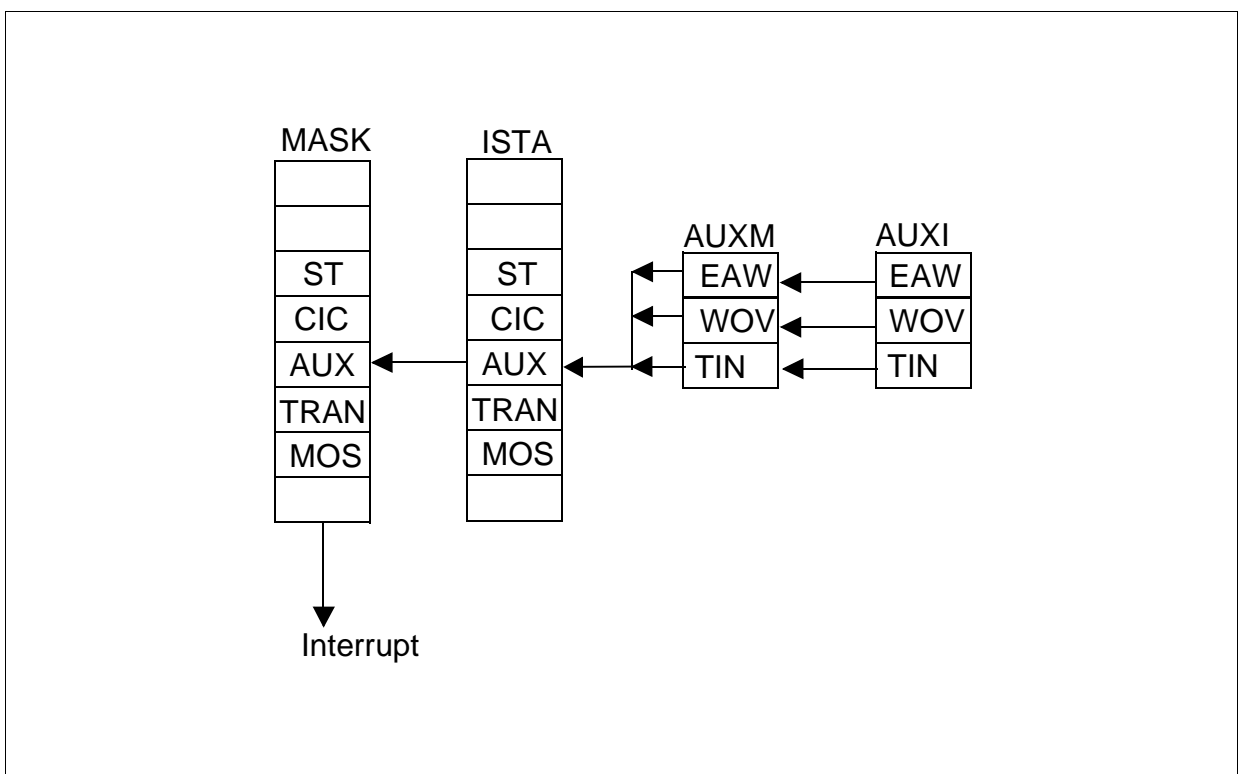 MASK
ISTA
ST
CIC
AUX
TRAN
MOS
ST
CIC
AUX
TRAN
MOS
AUXM
AUXI
EAW
WOV
TIN
EAW
WOV
TIN
Interrupt